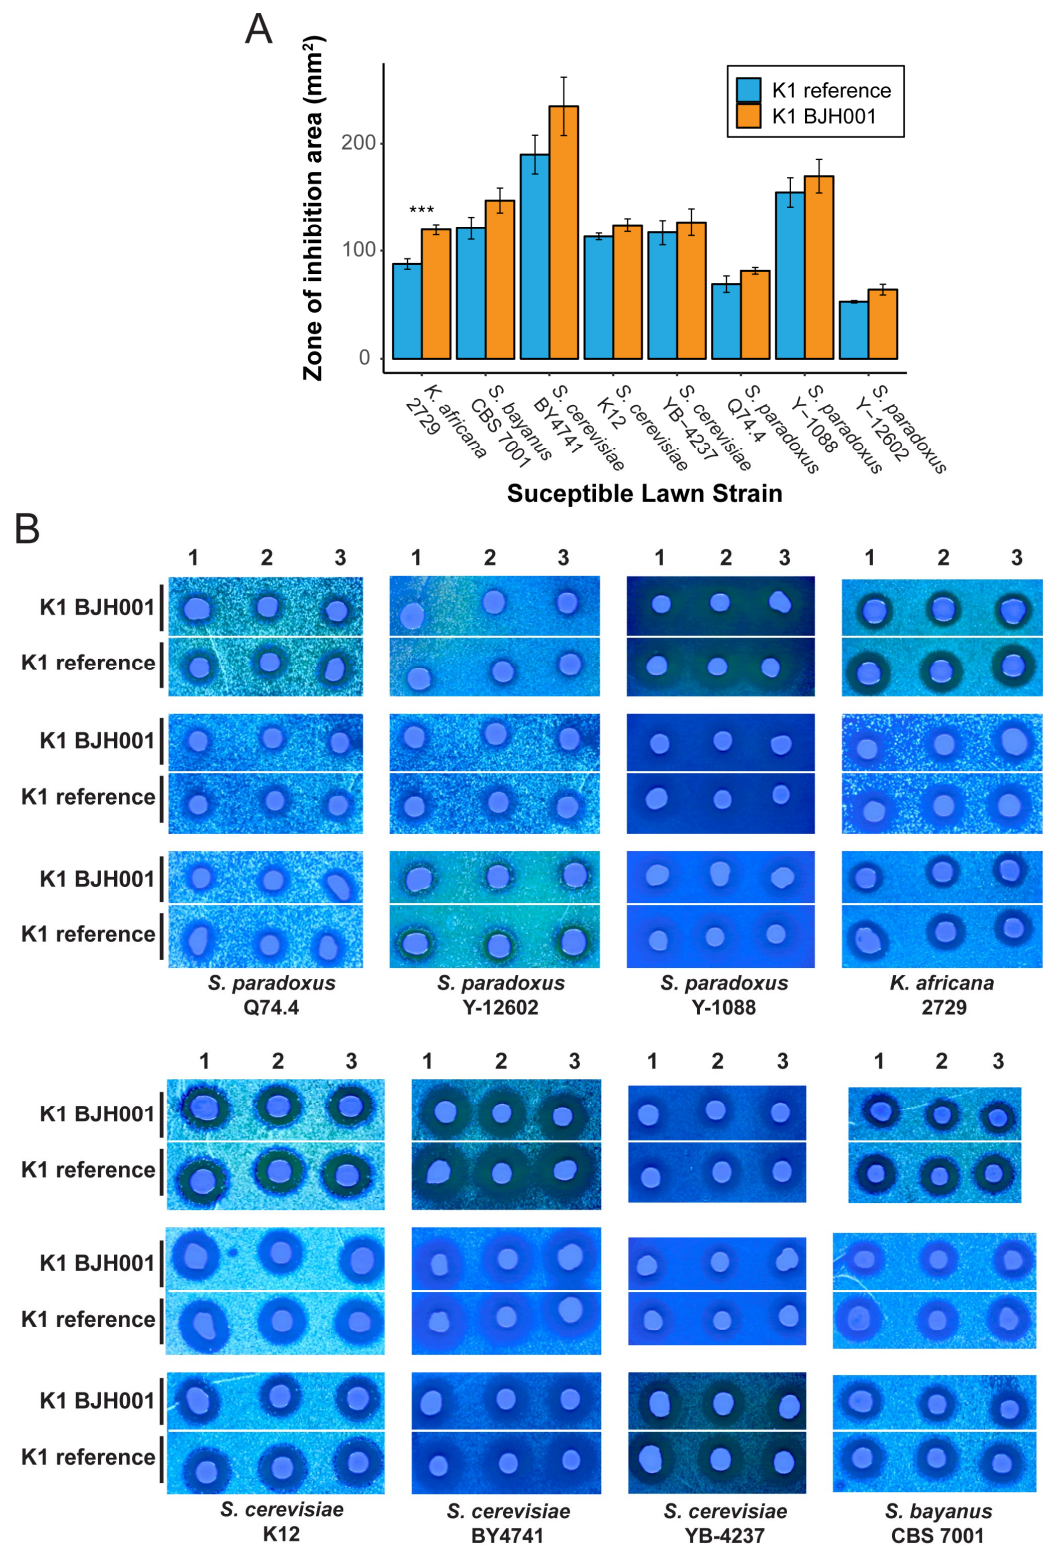 A
Zone of inhibition area (mm²)
200
100
0
K1 reference
K1 BJH001
***
K. africana
2729
S. bayanus
CBS 7001
S. cerevisiae
BY4741
S. cerevisiae
K12
S. cerevisiae
YB-4237
S. paradoxus
Q74.4
S. paradoxus
Y-1088
S. paradoxus
Y-12602
Suceptible Lawn Strain
B
1 2 3 1 2 3 1 2 3 1 2 3
K1 BJH001
K1 reference
K1 BJH001
K1 reference
K1 BJH001
K1 reference
S. paradoxus S. paradoxus S. paradoxus K. africana
Q74.4 Y-12602 Y-1088 2729
1 2 3 1 2 3 1 2 3 1 2 3
K1 BJH001
K1 reference
K1 BJH001
K1 reference
K1 BJH001
K1 reference
S. cerevisiae S. cerevisiae S. cerevisiae S. bayanus
K12 BY4741 YB-4237 CBS 7001